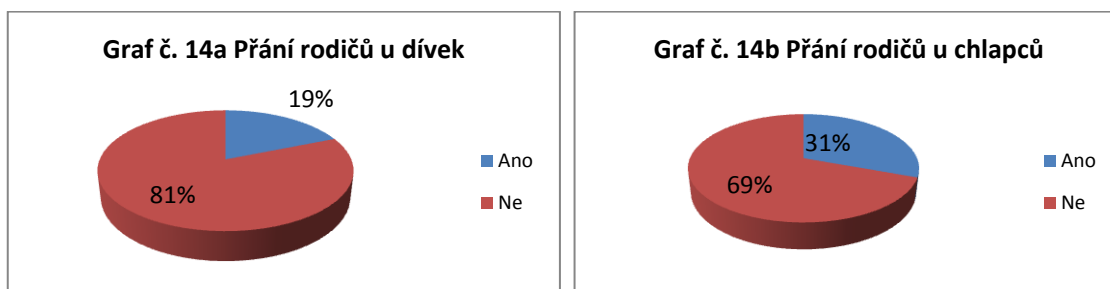 Graf č. 14a Přání rodičů u dívek
19%
81%
Ano
Ne
Graf č. 14b Přání rodičů u chlapců
31%
69%
Ano
Ne